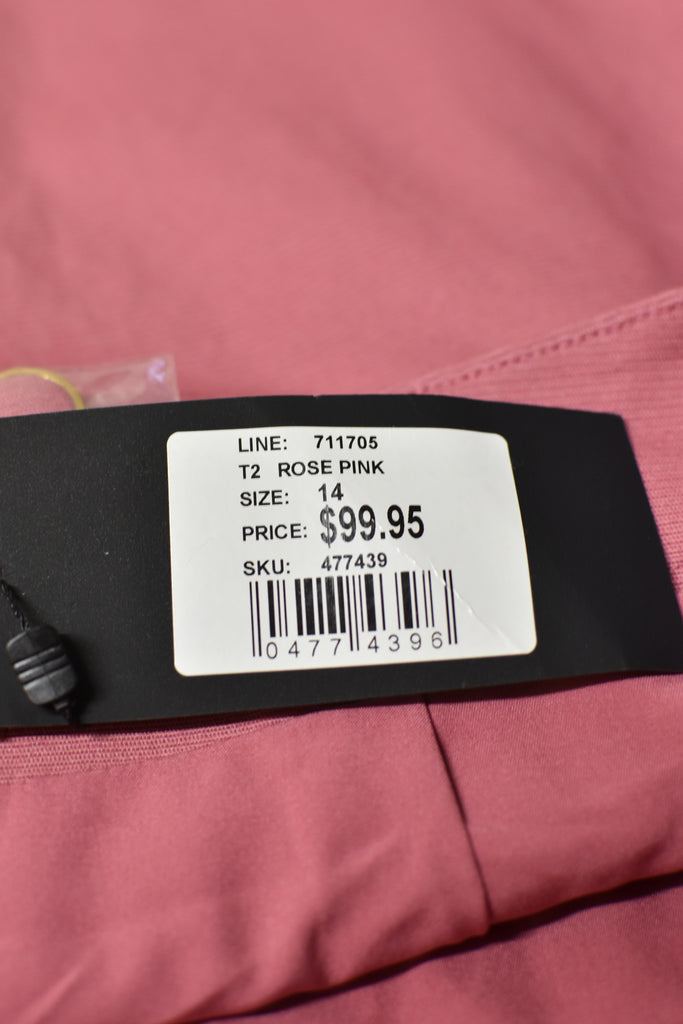 LINE: 711705
T2 ROSE PINK
SIZE: 14
PRICE: $99.95
SKU: 477439
0477 4396